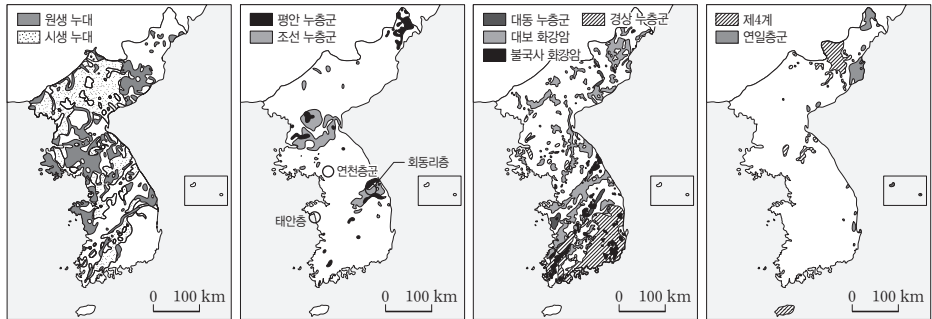 원생 누대
시생 누대
0 100 km
평안 누층군
조선 누층군
연천층군
회동리층
태안층
0 100 km
대동 누층군
경상 누층군
대보 화강암
불국사 화강암
0 100 km
제4계
연일층군
0 100 km